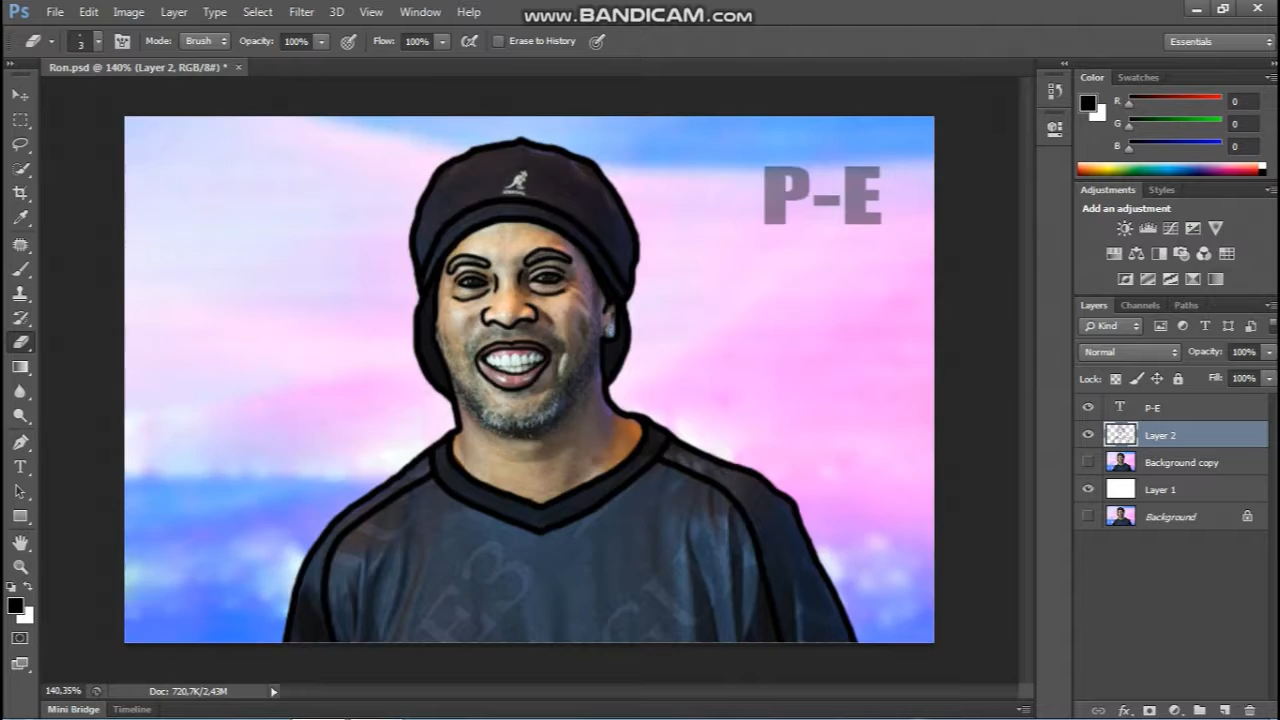 Ps File Edit Image Layer Type Select Filter 3D View Window Help
www.BANDICAM.com
3 Mode: Brush Opacity: 100% Flow: 100% Erase to History Essentials
Ron.psd @ 140% (Layer 2, RGB/8#) * ×
Color Swatches
R 0
G 0
B 0
P-E
Adjustments Styles
Add an adjustment
Layers Channels Paths
Kind
Normal Opacity: 100%
Lock: Fill: 100%
T P-E
Layer 2
Background copy
Layer 1
Background
140,35% Doc: 720,7K/2,43M
Mini Bridge Timeline
fx